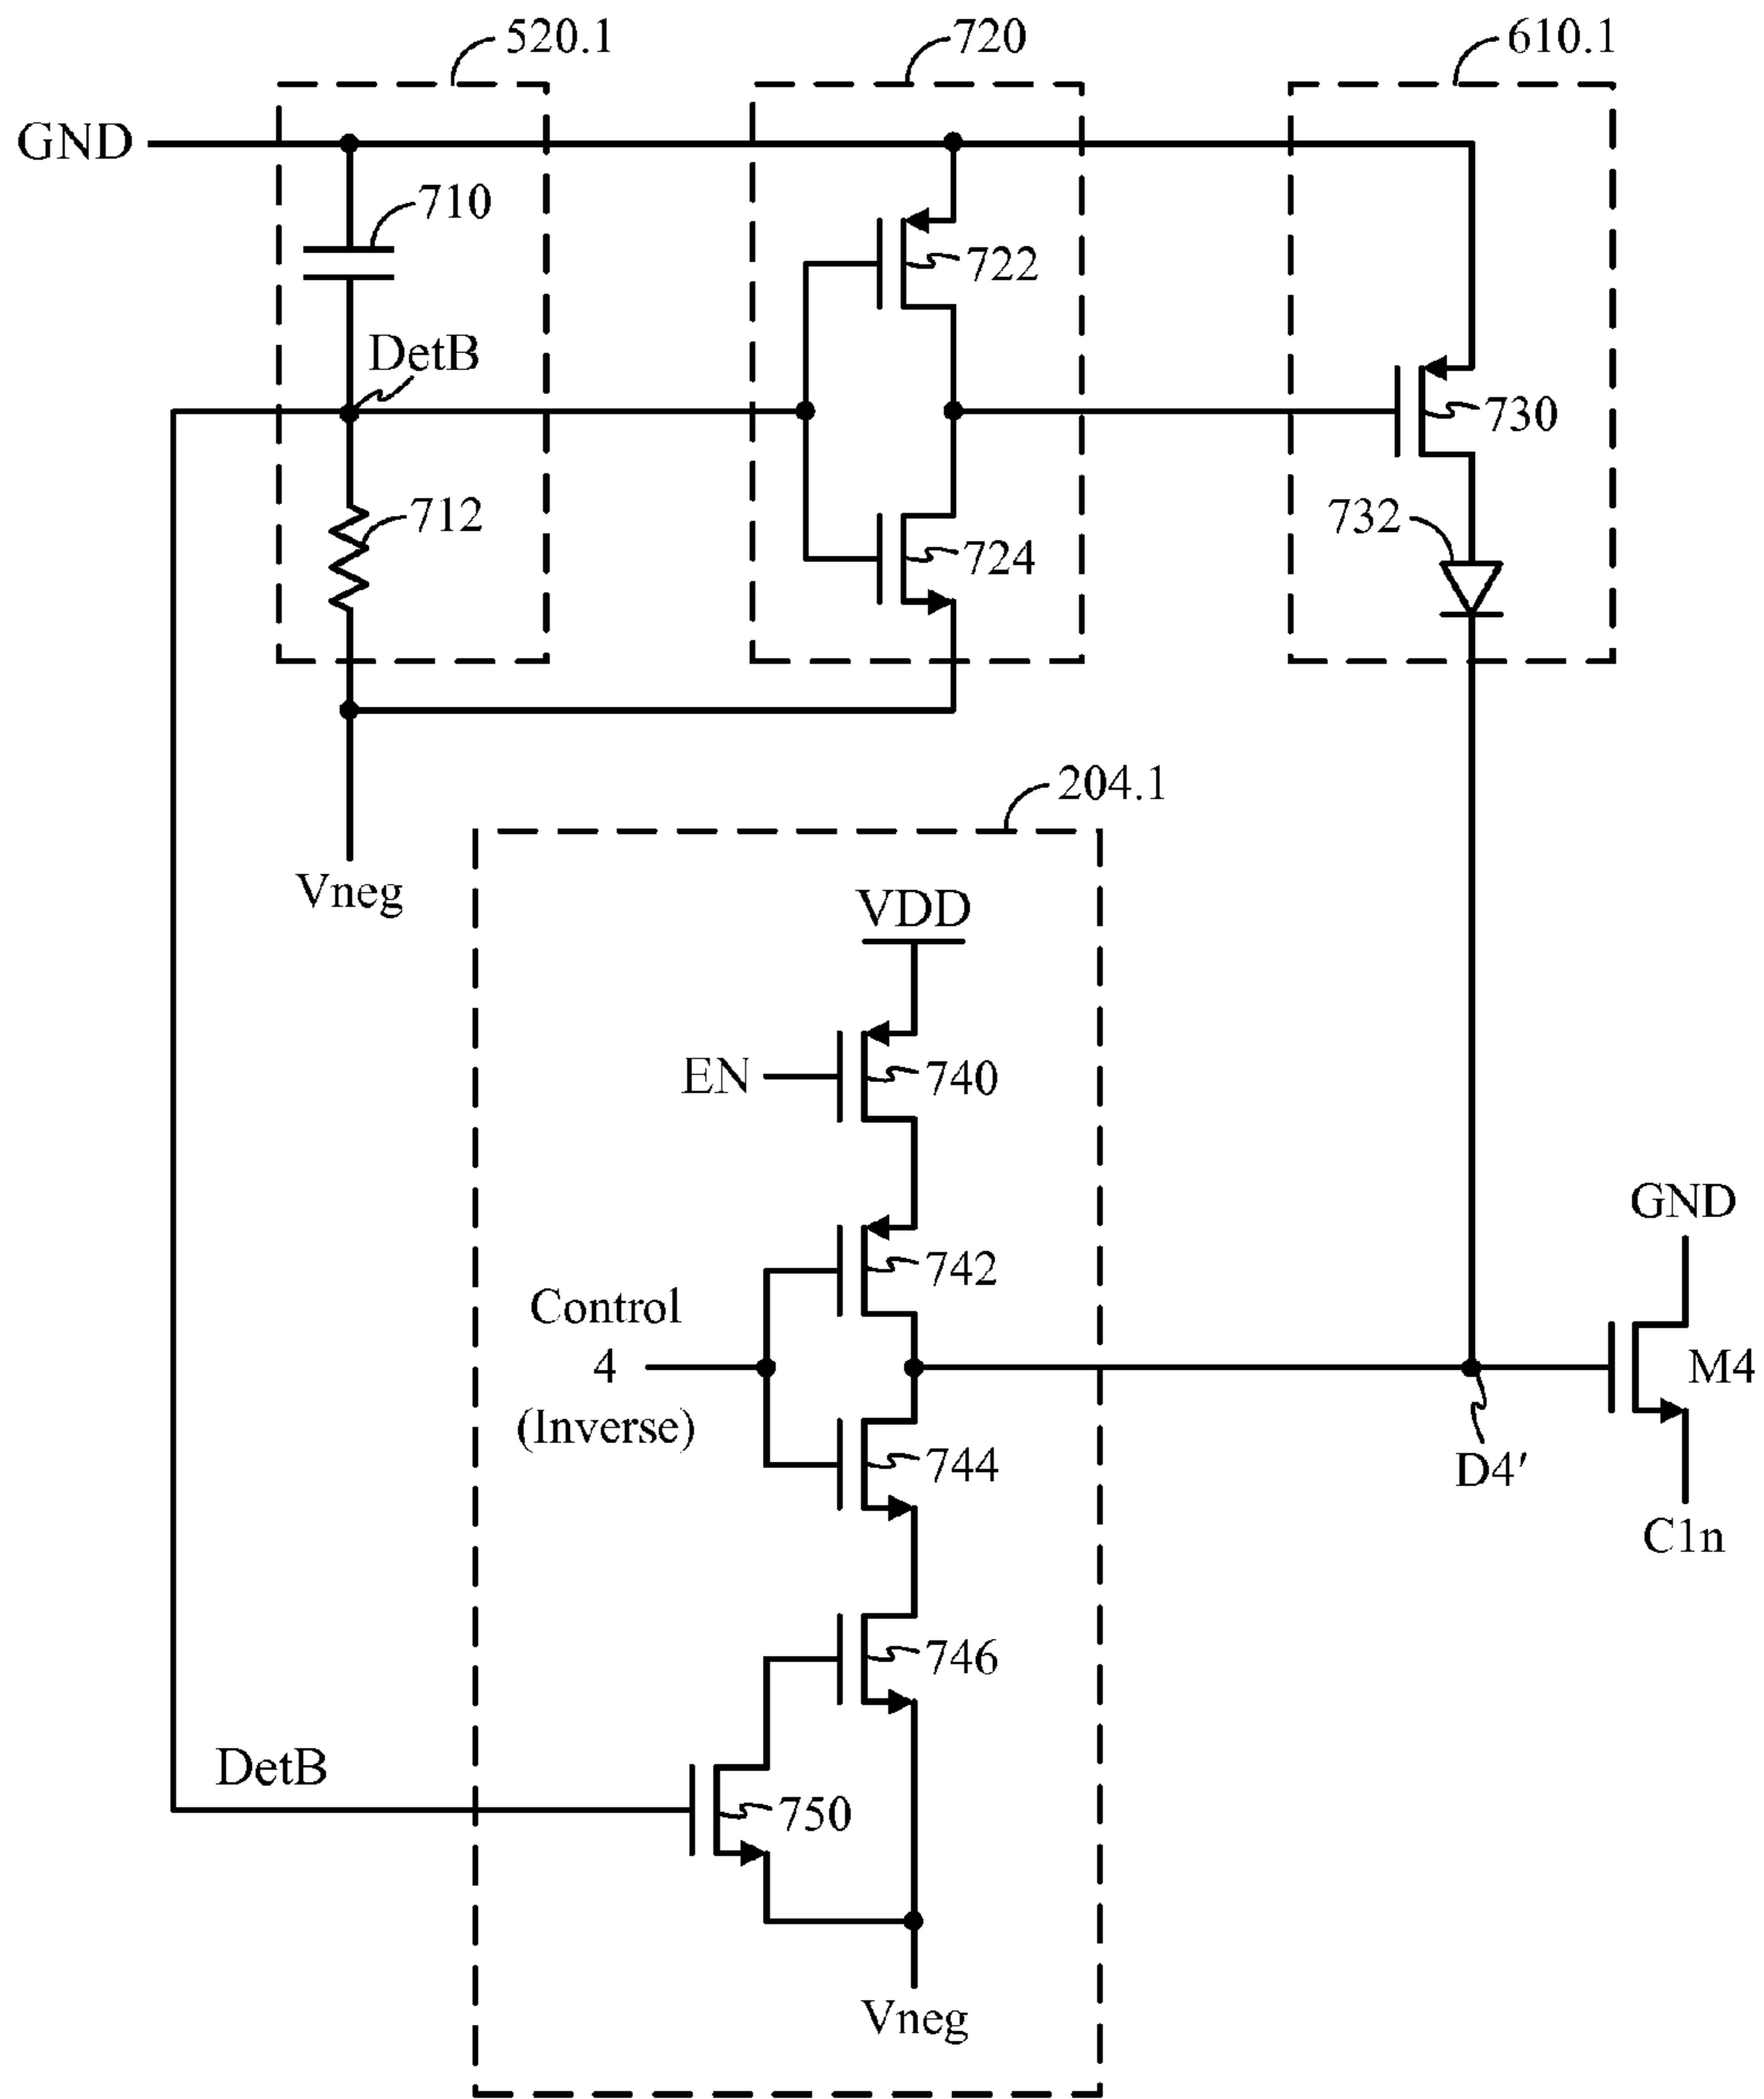 520.1
720
610.1
GND
710
722
DetB
730
712
732
724
204.1
Vneg
VDD
EN
740
GND
742
Control
4
(Inverse)
M4
744
D4′
C1n
746
DetB
750
Vneg